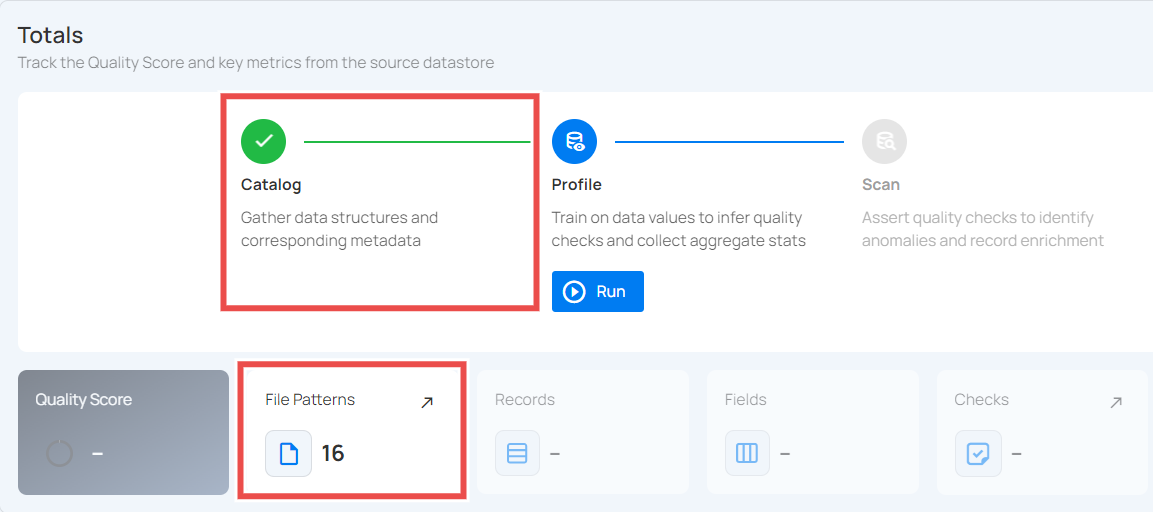 Totals
Track the Quality Score and key metrics from the source datastore
Catalog
Gather data structures and
corresponding metadata
Profile
Train on data values to infer quality
checks and collect aggregate stats
Run
Scan
Assert quality checks to identify
anomalies and record enrichment
Quality Score
–
File Patterns
16
Records
–
Fields
–
Checks
–